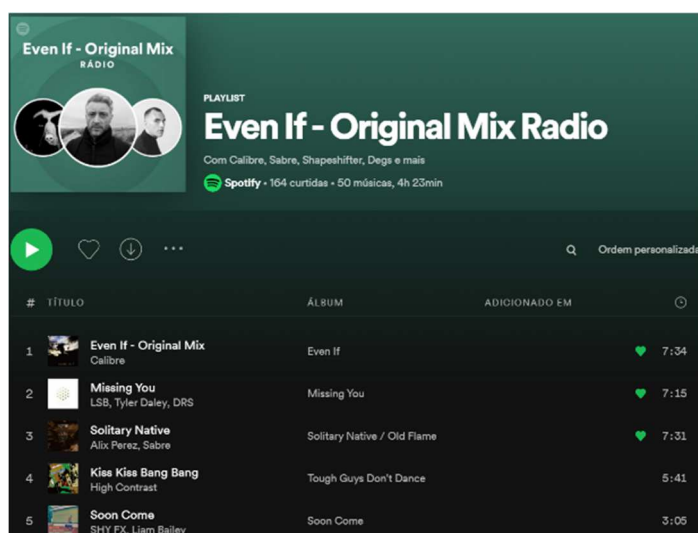 Even If - Original Mix
RÁDIO
PLAYLIST
Even If - Original Mix Radio
Com Calibre, Sabre, Shapeshifter, Degs e mais
Spotify • 164 curtidas • 50 músicas, 4h 23min
Ordem personalizada
# TÍTULO ÁLBUM ADICIONADO EM
1 Even If - Original Mix Even If 7:34
Calibre
2 Missing You Missing You 7:15
LSB, Tyler Daley, DRS
3 Solitary Native Solitary Native / Old Flame 7:31
Alix Perez, Sabre
4 Kiss Kiss Bang Bang Tough Guys Don't Dance 5:41
High Contrast
5 Soon Come Soon Come 3:05
SHY FX, Liam Bailey